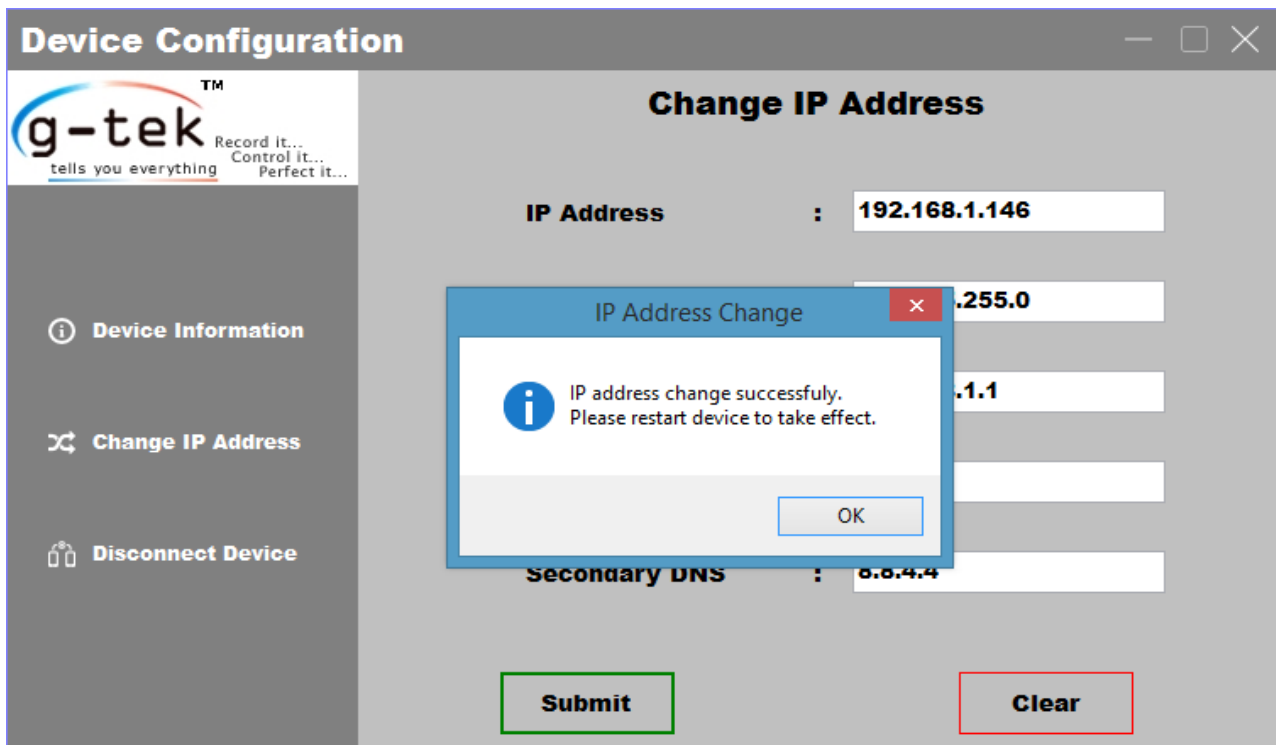 Device Configuration
TM
g-tek
tells you everything
Record it...
Control it...
Perfect it...
Change IP Address
IP Address : 192.168.1.146
.255.0
.1.1
Secondary DNS : 8.8.4.4
Device Information
Change IP Address
Disconnect Device
IP Address Change
IP address change successfuly.
Please restart device to take effect.
OK
Submit
Clear